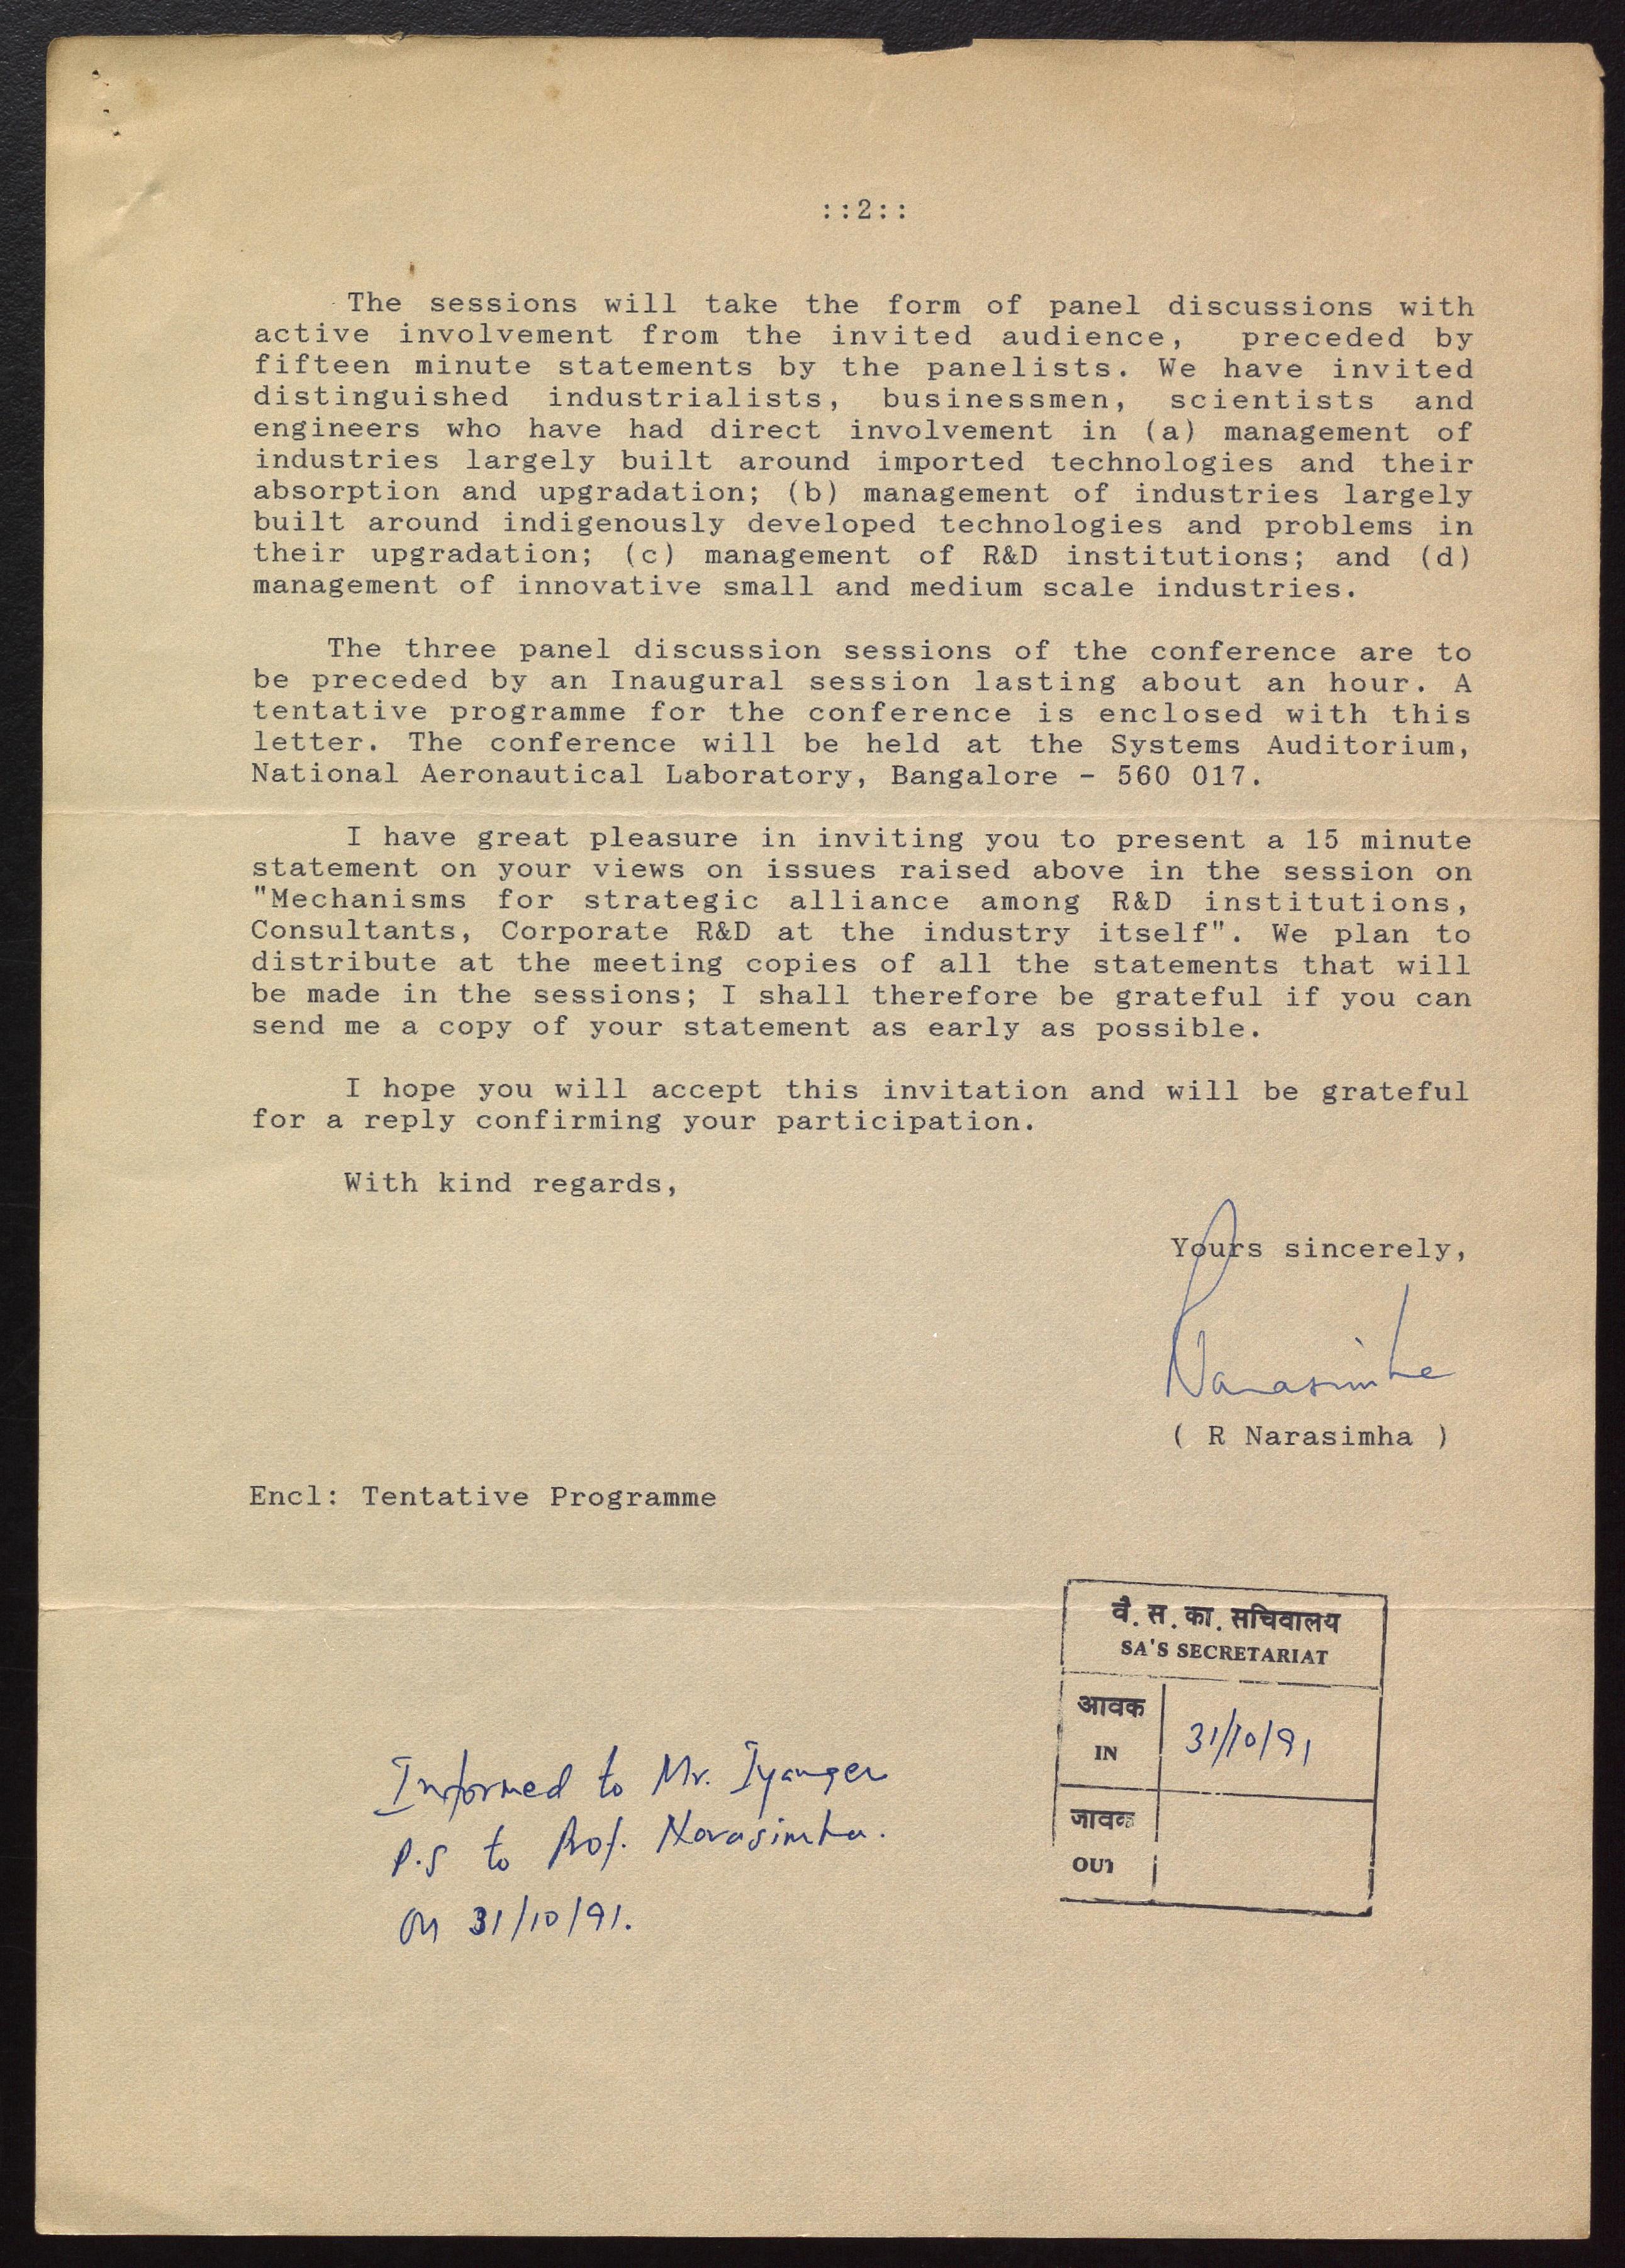 ::2::
The sessions will take the form of panel discussions with
active involvement from the invited audience, preceded by
fifteen minute statements by the panelists. We have invited
distinguished industrialists, businessmen, scientists and
engineers who have had direct involvement in (a) management of
industries largely built around imported technologies and their
absorption and upgradation; (b) management of industries largely
built around indigenously developed technologies and problems in
their upgradation; (c) management of R&D institutions; and (d)
management of innovative small and medium scale industries.
The three panel discussion sessions of the conference are to
be preceded by an Inaugural session lasting about an hour. A
tentative programme for the conference is enclosed with this
letter. The conference will be held at the Systems Auditorium,
National Aeronautical Laboratory, Bangalore - 560 017.
I have great pleasure in inviting you to present a 15 minute
statement on your views on issues raised above in the session on
"Mechanisms for strategic alliance among R&D institutions,
Consultants, Corporate R&D at the industry itself". We plan to
distribute at the meeting copies of all the statements that will
be made in the sessions; I shall therefore be grateful if you can
send me a copy of your statement as early as possible.
I hope you will accept this invitation and will be grateful
for a reply confirming your participation.
With kind regards,
Yours sincerely,
R Narasimha
( R Narasimha )
Encl: Tentative Programme
वै. स. का. सचिवालय
SA'S SECRETARIAT
आवक
IN
31/10/91
जावक
OUT
Informed to Mr. Iyanger
P.S to Prof. Narasimha.
on 31/10/91.